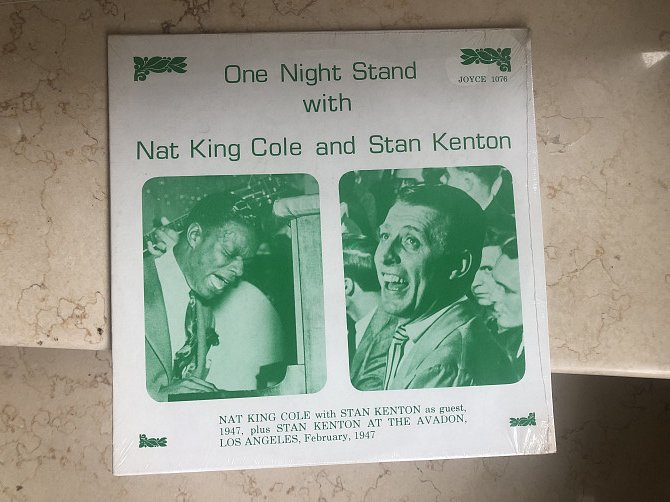 One Night Stand
JOYCE 1076
with
Nat King Cole and Stan Kenton
NAT KING COLE with STAN KENTON as guest,
1947, plus STAN KENTON AT THE AVADON,
LOS ANGELES, February, 1947